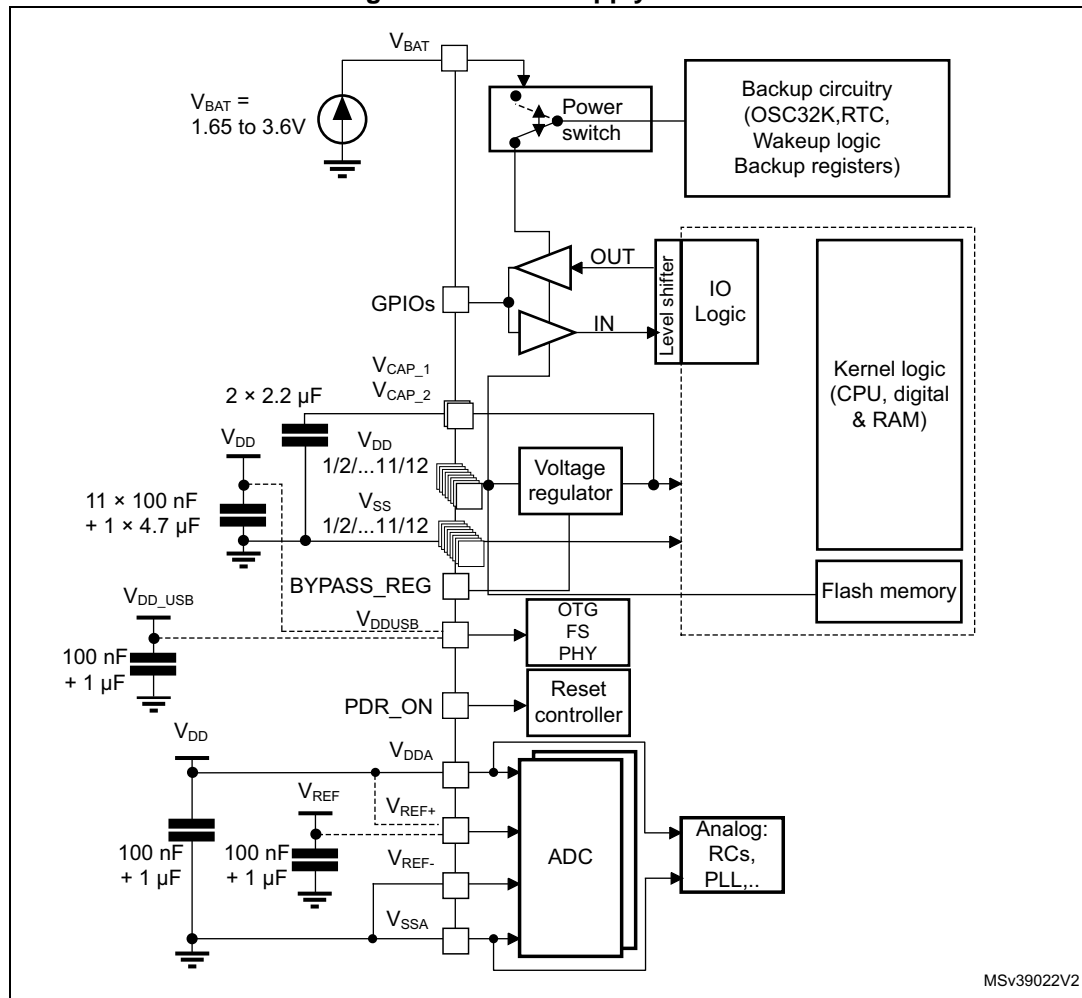 VBAT
VBAT =
1.65 to 3.6V
Power
switch
Backup circuitry
(OSC32K,RTC,
Wakeup logic
Backup registers)
OUT
GPIOs
IN
Level shifter
IO
Logic
Kernel logic
(CPU, digital
& RAM)
VCAP_1
VCAP_2
2 × 2.2 µF
VDD
VDD
1/2/...11/12
Voltage
regulator
11 × 100 nF
+ 1 × 4.7 µF
VSS
1/2/...11/12
BYPASS_REG
Flash memory
VDD_USB
VDDUSB
OTG
FS
PHY
100 nF
+ 1 µF
PDR_ON
Reset
controller
VDD
VDDA
VREF
VREF+
ADC
Analog:
RCs,
PLL,..
100 nF
+ 1 µF
100 nF
+ 1 µF
VREF-
VSSA
MSv39022V2